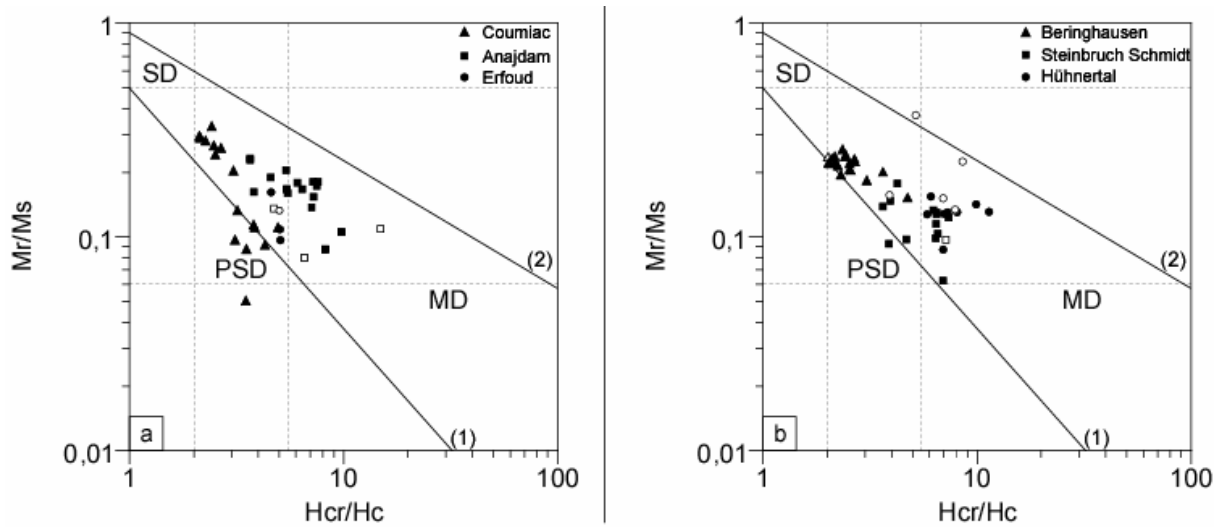 1
Coumiac
Anajdam
Erfoud
SD
Mr/Ms
0,1
PSD
MD
(2)
(1)
0,01
a
1
10
100
Hcr/Hc
1
Beringhausen
Steinbruch Schmidt
Hühnertal
SD
Mr/Ms
0,1
PSD
MD
(2)
(1)
0,01
b
1
10
100
Hcr/Hc